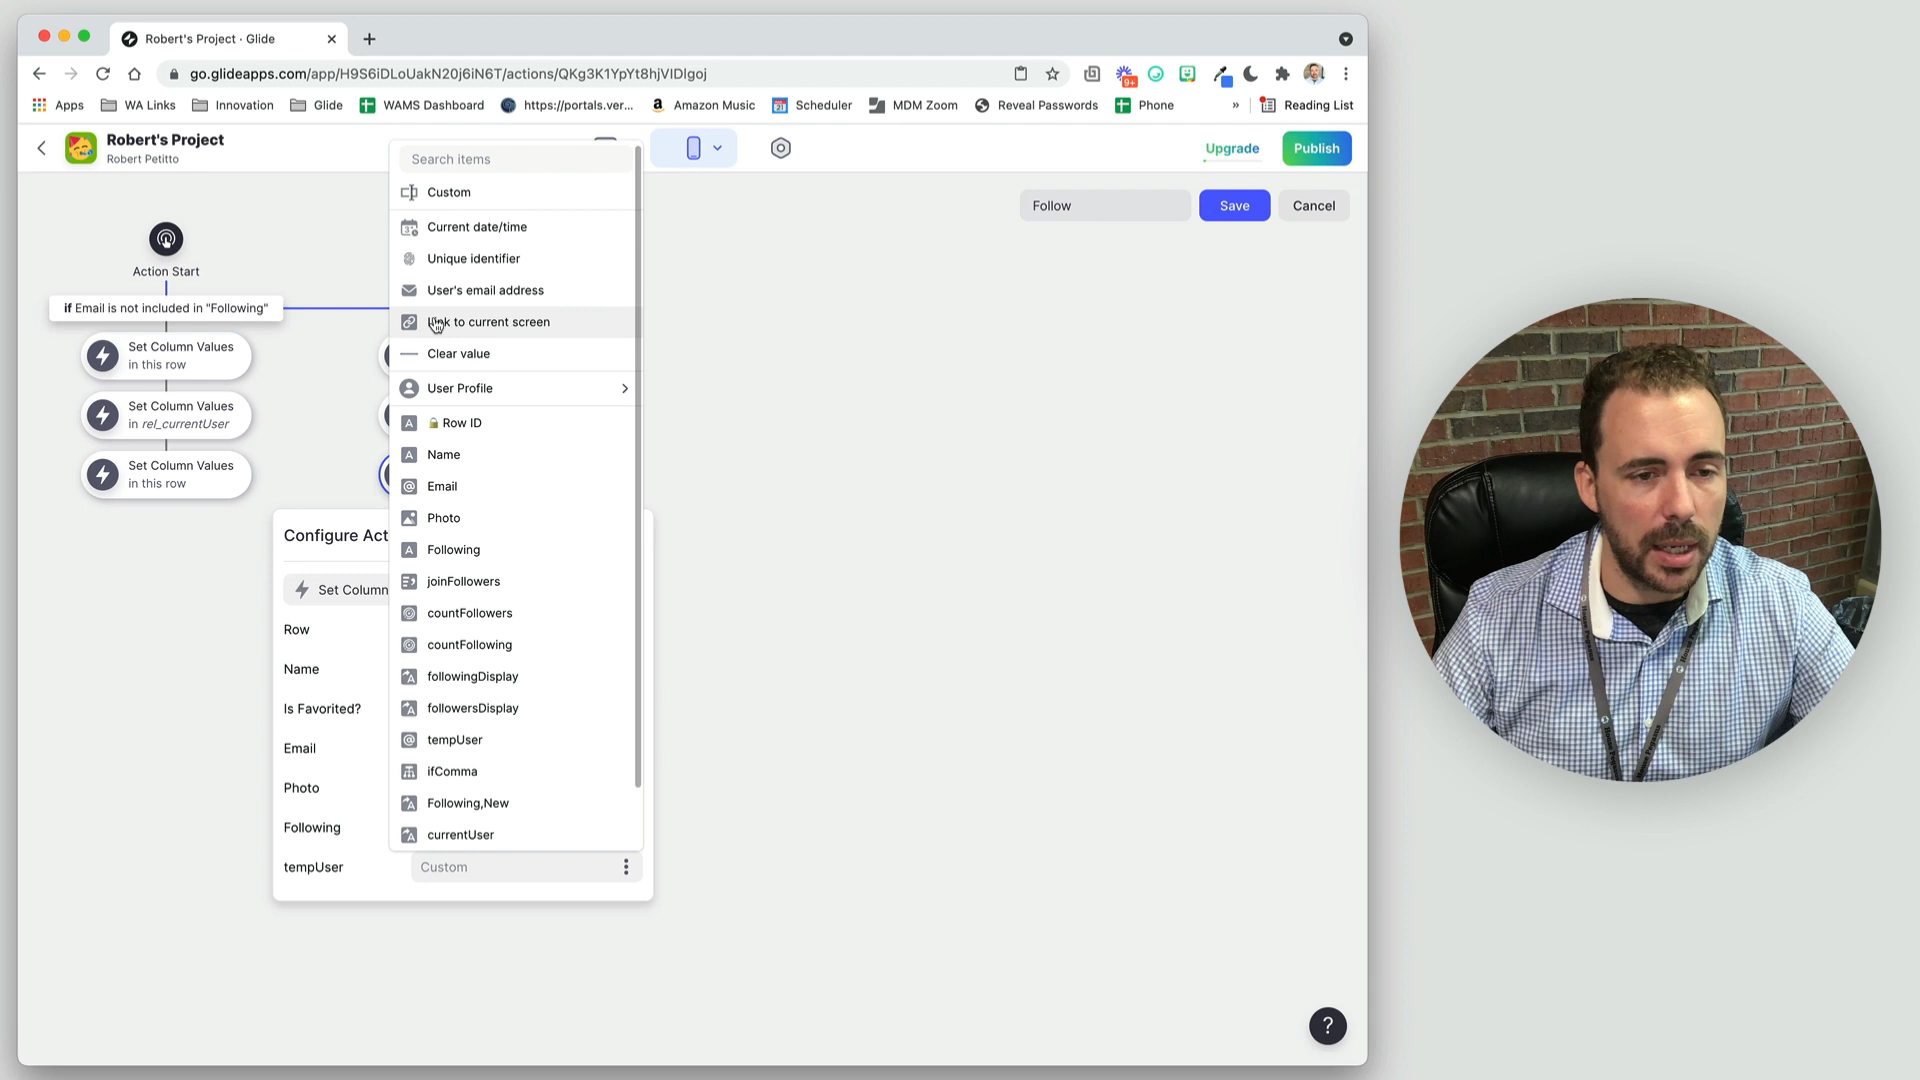 Robert's Project · Glide
go.glideapps.com/app/H9S6iDLoUakN20j6iN6T/actions/QKg3K1YpYt8hjVIDlgoj
9+
Apps
WA Links
Innovation
Glide
WAMS Dashboard
https://portals.ver...
Amazon Music
Scheduler
MDM Zoom
Reveal Passwords
Phone
»
Reading List
Robert's Project
Robert Petitto
Upgrade
Publish
Follow
Save
Cancel
Action Start
if Email is not included in "Following"
Set Column Values
in this row
Set Column Values
in rel_currentUser
Set Column Values
in this row
Search items
Custom
Current date/time
Unique identifier
User's email address
Link to current screen
Clear value
User Profile
Row ID
Name
Email
Photo
Following
joinFollowers
countFollowers
countFollowing
followingDisplay
followersDisplay
tempUser
ifComma
Following,New
currentUser
Configure Act
Set Column
Row
Name
Is Favorited?
Email
Photo
Following
tempUser
Custom
?